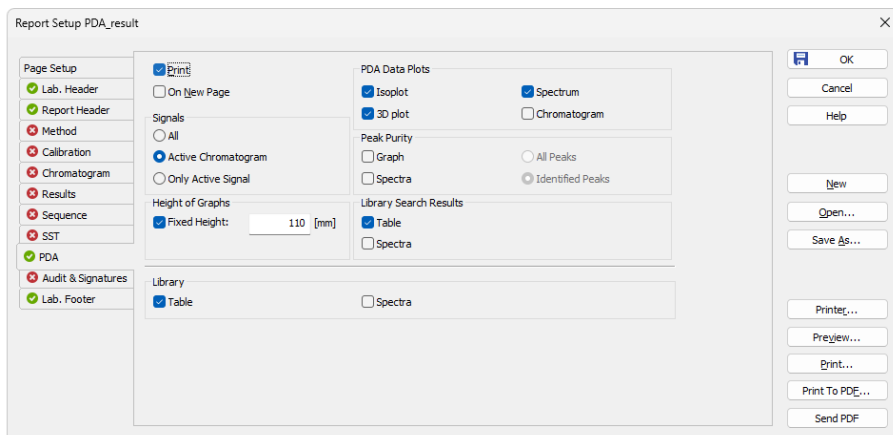 Report Setup PDA_result
Page Setup
Lab. Header
Report Header
Method
Calibration
Chromatogram
Results
Sequence
SST
PDA
Audit & Signatures
Lab. Footer
Print
On New Page
Signals
All
Active Chromatogram
Only Active Signal
Height of Graphs
Fixed Height: 110 [mm]
PDA Data Plots
Isoplot Spectrum
3D plot Chromatogram
Peak Purity
Graph All Peaks
Spectra Identified Peaks
Library Search Results
Table
Spectra
Library
Table Spectra
OK
Cancel
Help
New
Open...
Save As...
Printer...
Preview...
Print...
Print To PDF...
Send PDF